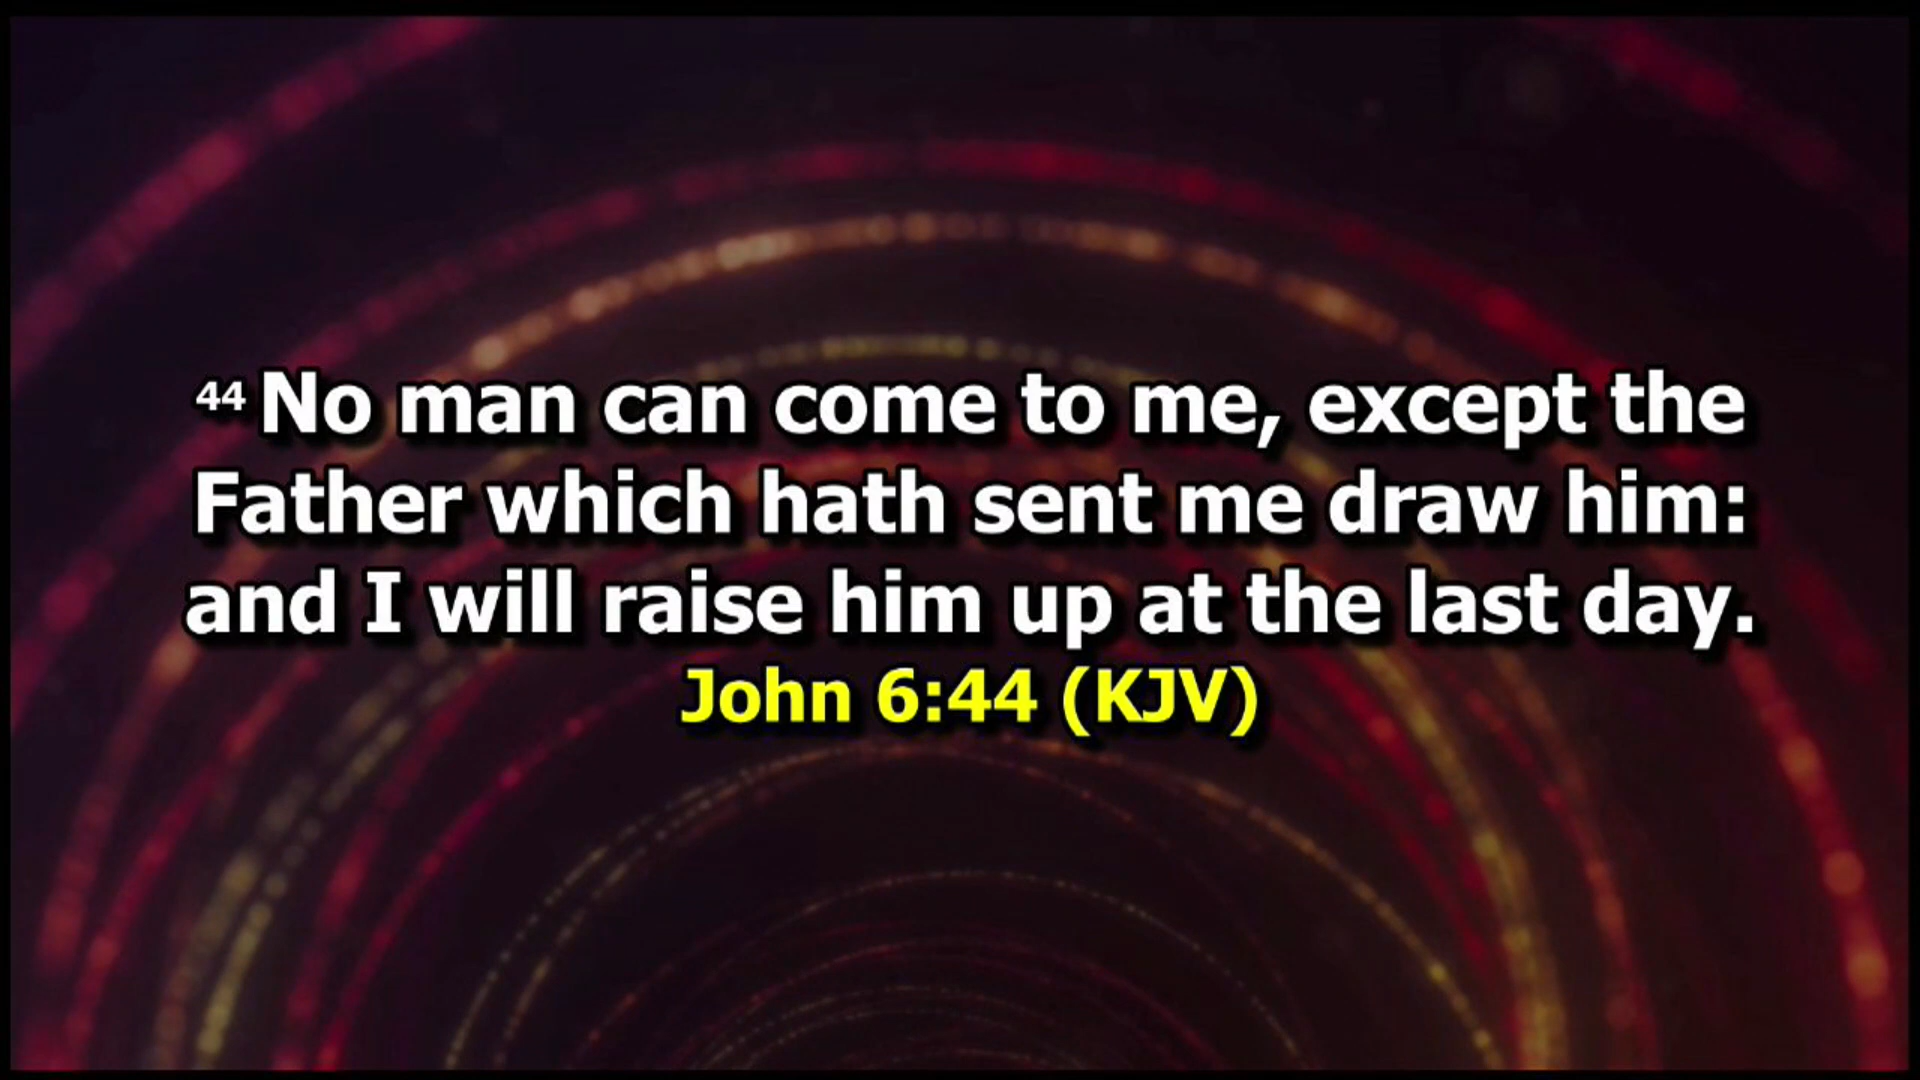 44 No man can come to me, except the
Father which hath sent me draw him:
and I will raise him up at the last day.
John 6:44 (KJV)